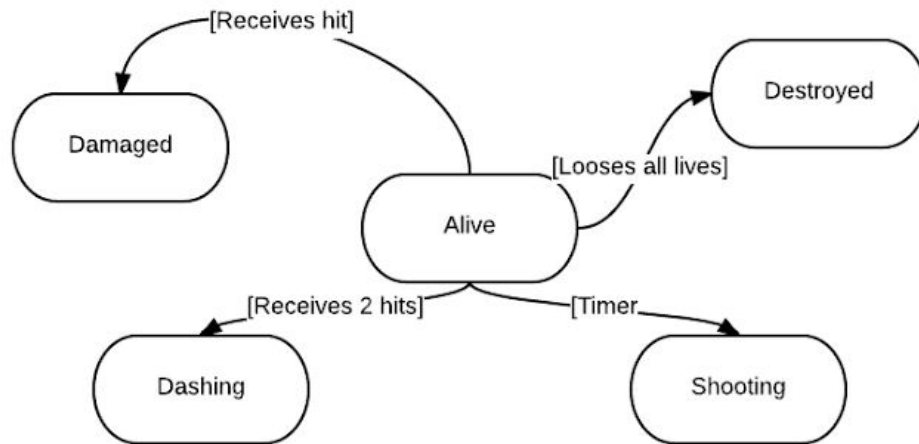 [Receives hit]
Destroyed
Damaged
[Looses all lives]
Alive
[Receives 2 hits]
[Timer
Dashing
Shooting